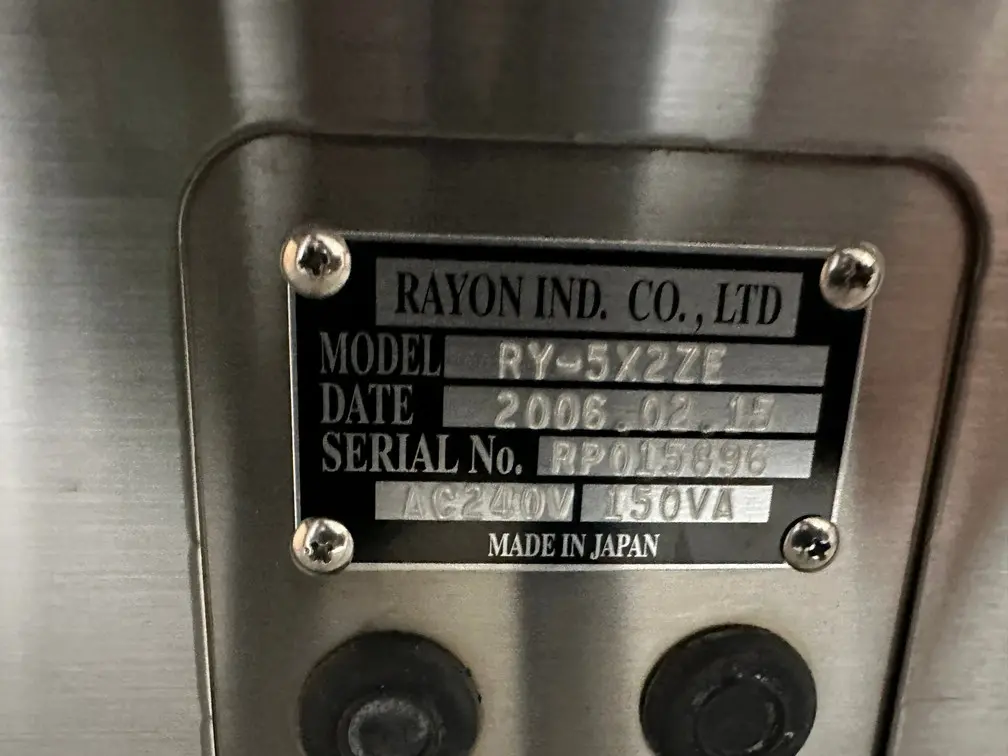 RAYON IND. CO., LTD
MODEL RY-5X2ZE
DATE 2006.02.15
SERIAL No. RP015896
AC240V 150VA
MADE IN JAPAN